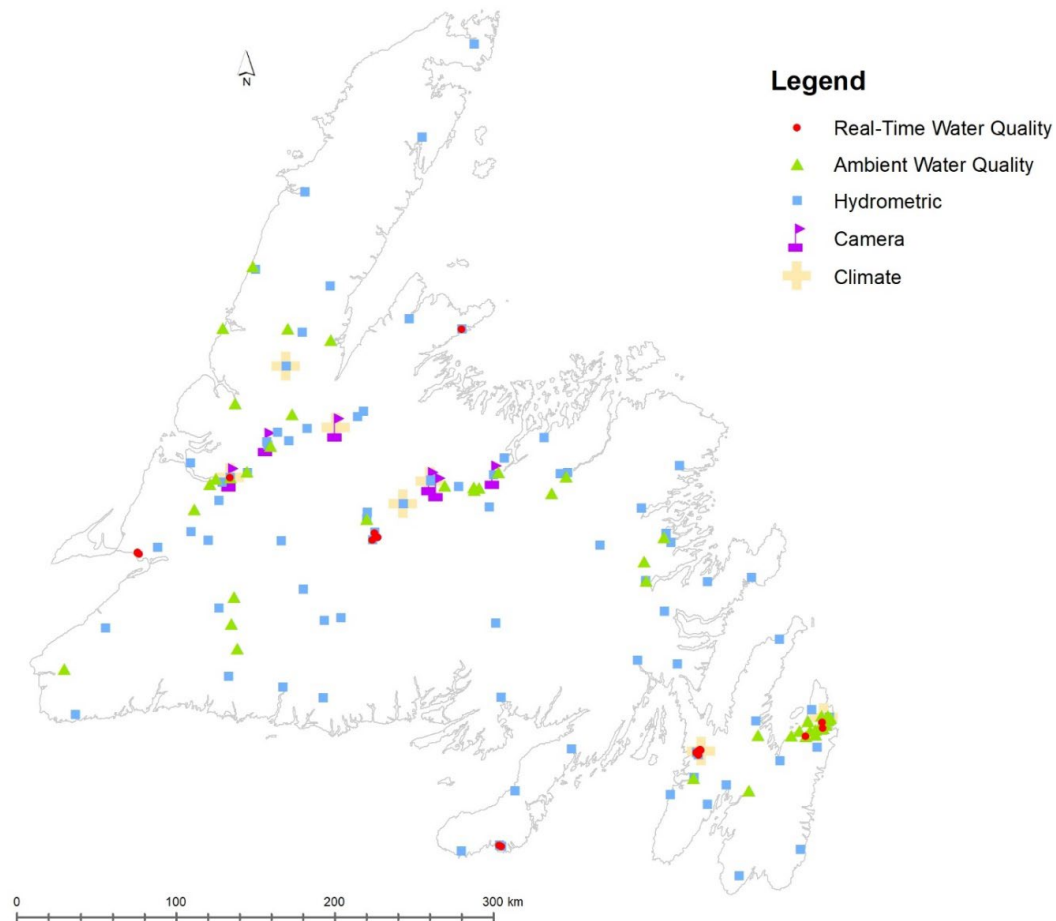 N
Legend
Real-Time Water Quality
Ambient Water Quality
Hydrometric
Camera
Climate
0 100 200 300 km